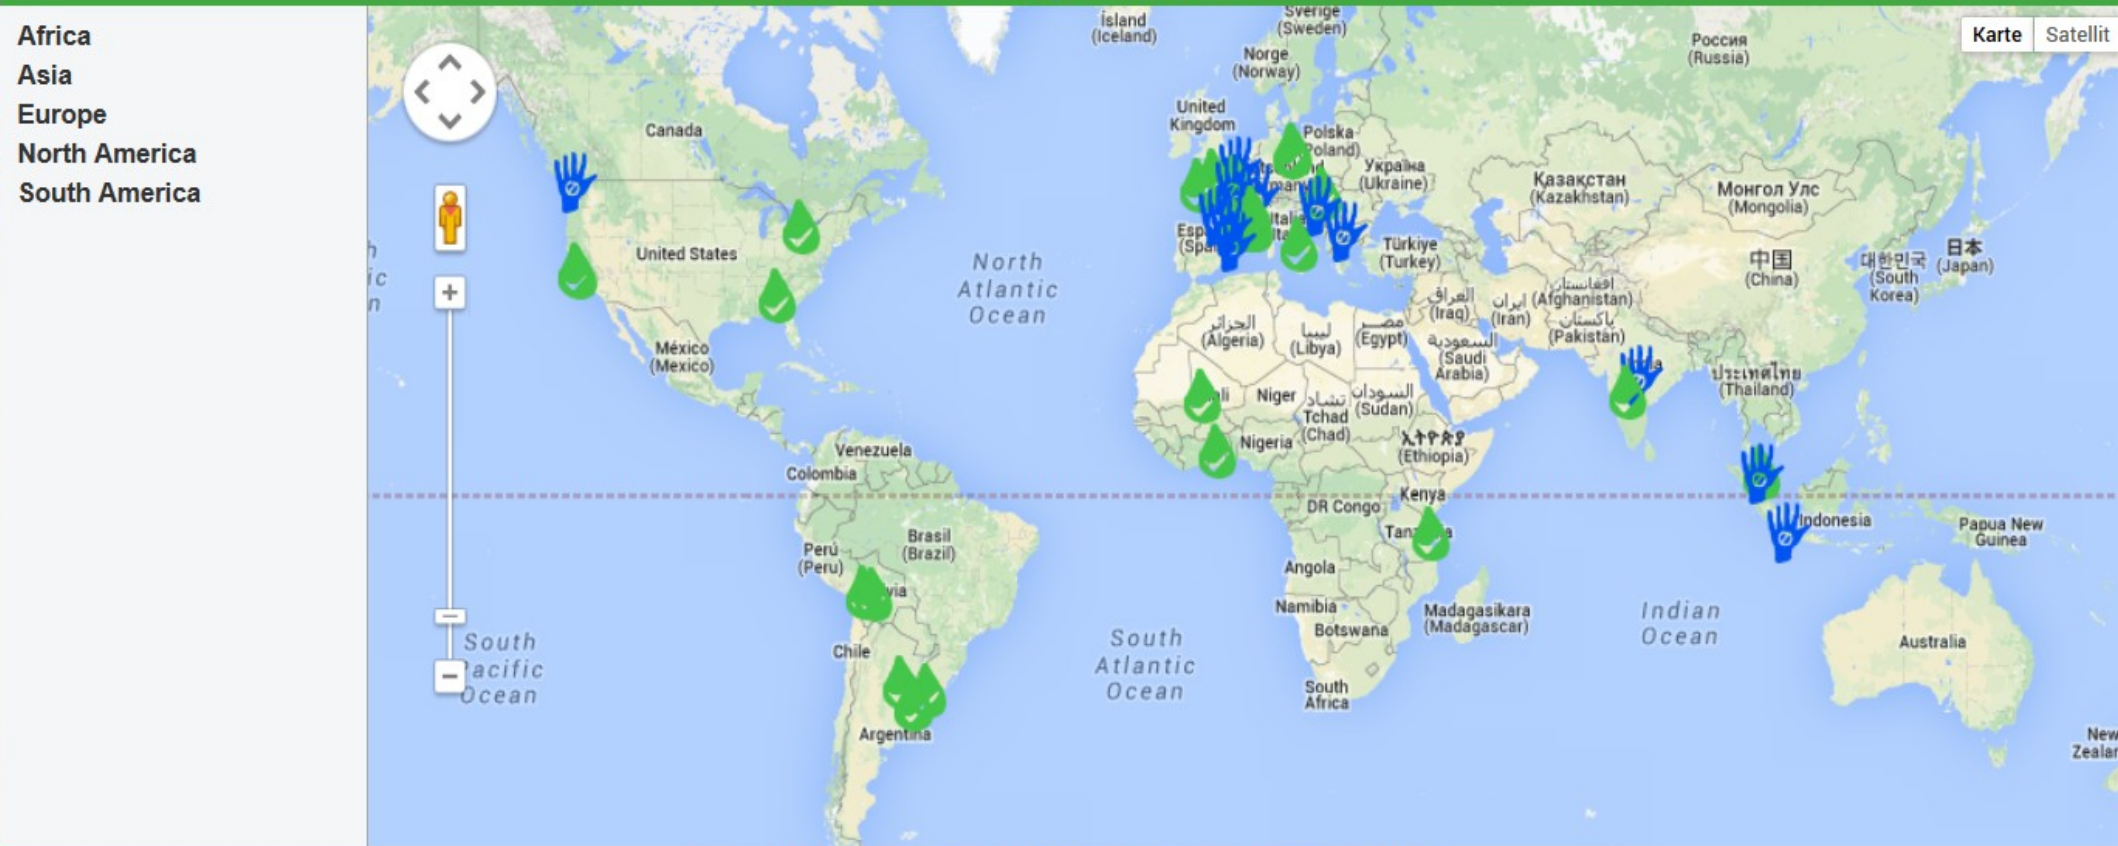 Africa
Asia
Europe
North America
South America
Karte
Satellit
Ísland
(Iceland)
Sverige
(Sweden)
Norge
(Norway)
Россия
(Russia)
United
Kingdom
Canada
Polska
Poland)
Україна
(Ukraine)
Қазақстан
(Kazakhstan)
Монгол Улс
(Mongolia)
United States
North
Atlantic
Ocean
Türkiye
(Turkey)
中国
(China)
대한민국
(South
Korea)
日本
(Japan)
México
(Mexico)
الجزائر
(Algeria)
ليبيا
(Libya)
مصر
(Egypt)
العراق
(Iraq)
ایران
(Iran)
افغانستان
(Afghanistan)
پاکستان
(Pakistan)
السعودية
(Saudi
Arabia)
ประเทศไทย
(Thailand)
Niger
تشاد
Tchad
(Chad)
السودان
(Sudan)
Nigeria
ኢትዮጵያ
(Ethiopia)
Venezuela
Colombia
Kenya
DR Congo
Indonesia
Papua New
Guinea
Brasil
(Brazil)
Perú
(Peru)
Angola
Namibia
Botswana
Madagasikara
(Madagascar)
Indian
Ocean
South
Pacific
Ocean
Chile
South
Atlantic
Ocean
Australia
South
Africa
Argentina
New